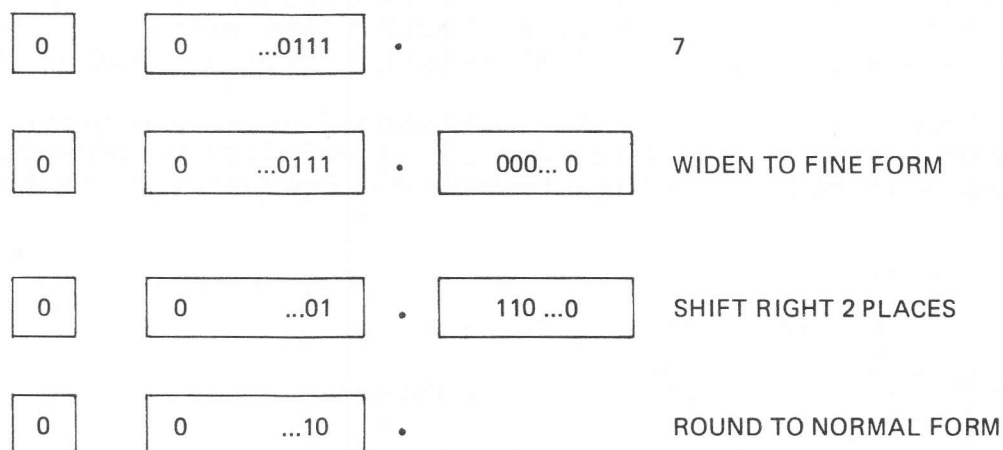 0 0 ...0111 . 7
0 0 ...0111 . 000... 0 WIDEN TO FINE FORM
0 0 ...01 . 110 ...0 SHIFT RIGHT 2 PLACES
0 0 ...10 . ROUND TO NORMAL FORM